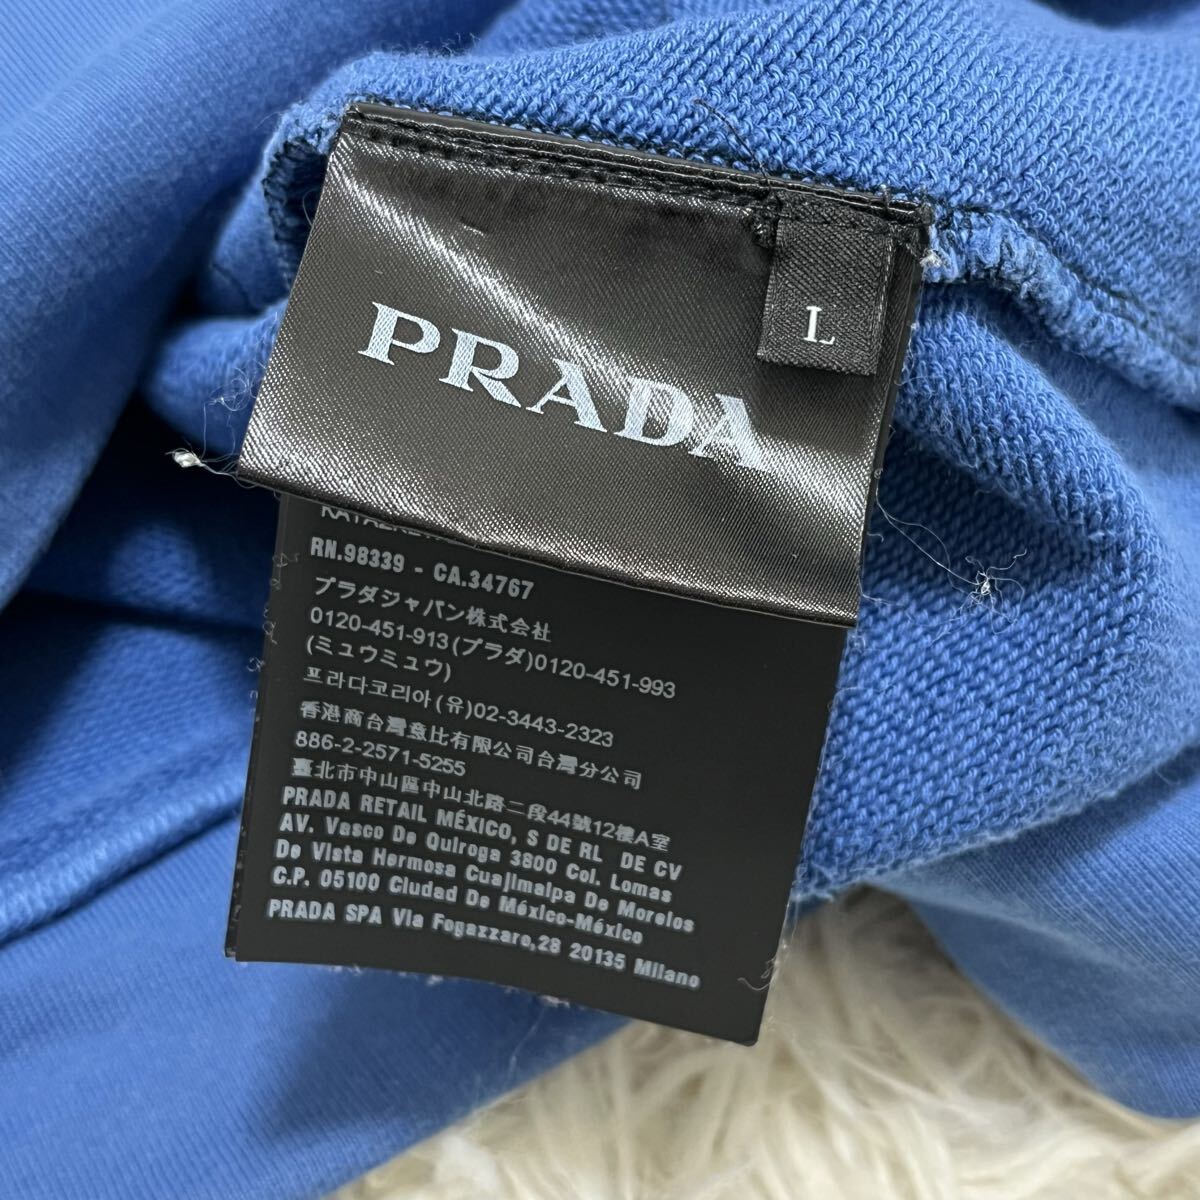 PRADA
L
RN.98339 - CA.34767
プラダジャパン株式会社
0120-451-913(プラダ)0120-451-993
(ミュウミュウ)
프라다코리아(유)02-3443-2323
香港商台灣意比有限公司台灣分公司
886-2-2571-5255
臺北市中山區中山北路二段44號12樓A室
PRADA RETAIL MÉXICO, S DE RL DE CV
AV. Vasco De Quiroga 3800 Col. Lomas
De Vista Hermosa Cuajimalpa De Morelos
C.P. 05100 Ciudad De México-México
PRADA SPA Via Fogazzaro,28 20135 Milano